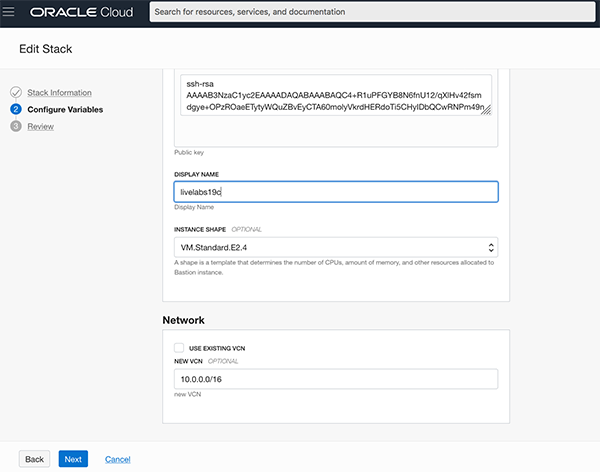 ORACLE Cloud
Search for resources, services, and documentation
Edit Stack
Stack Information
2 Configure Variables
3 Review
ssh-rsa
AAAAB3NzaC1yc2EAAAADAQABAAABAQC4+R1uPFGYB8N6fnU12/qXlHv42fsm
dgye+OPzROaeETytyWQuZBvEyCTA60molyVkrdHERdoTi5CHyIDbQCwRNPm49n
Public key
DISPLAY NAME
livelabs19c
Display Name
INSTANCE SHAPE OPTIONAL
VM.Standard.E2.4
A shape is a template that determines the number of CPUs, amount of memory, and other resources allocated to
Bastion instance.
Network
USE EXISTING VCN
NEW VCN OPTIONAL
10.0.0.0/16
new VCN
Back
Next
Cancel